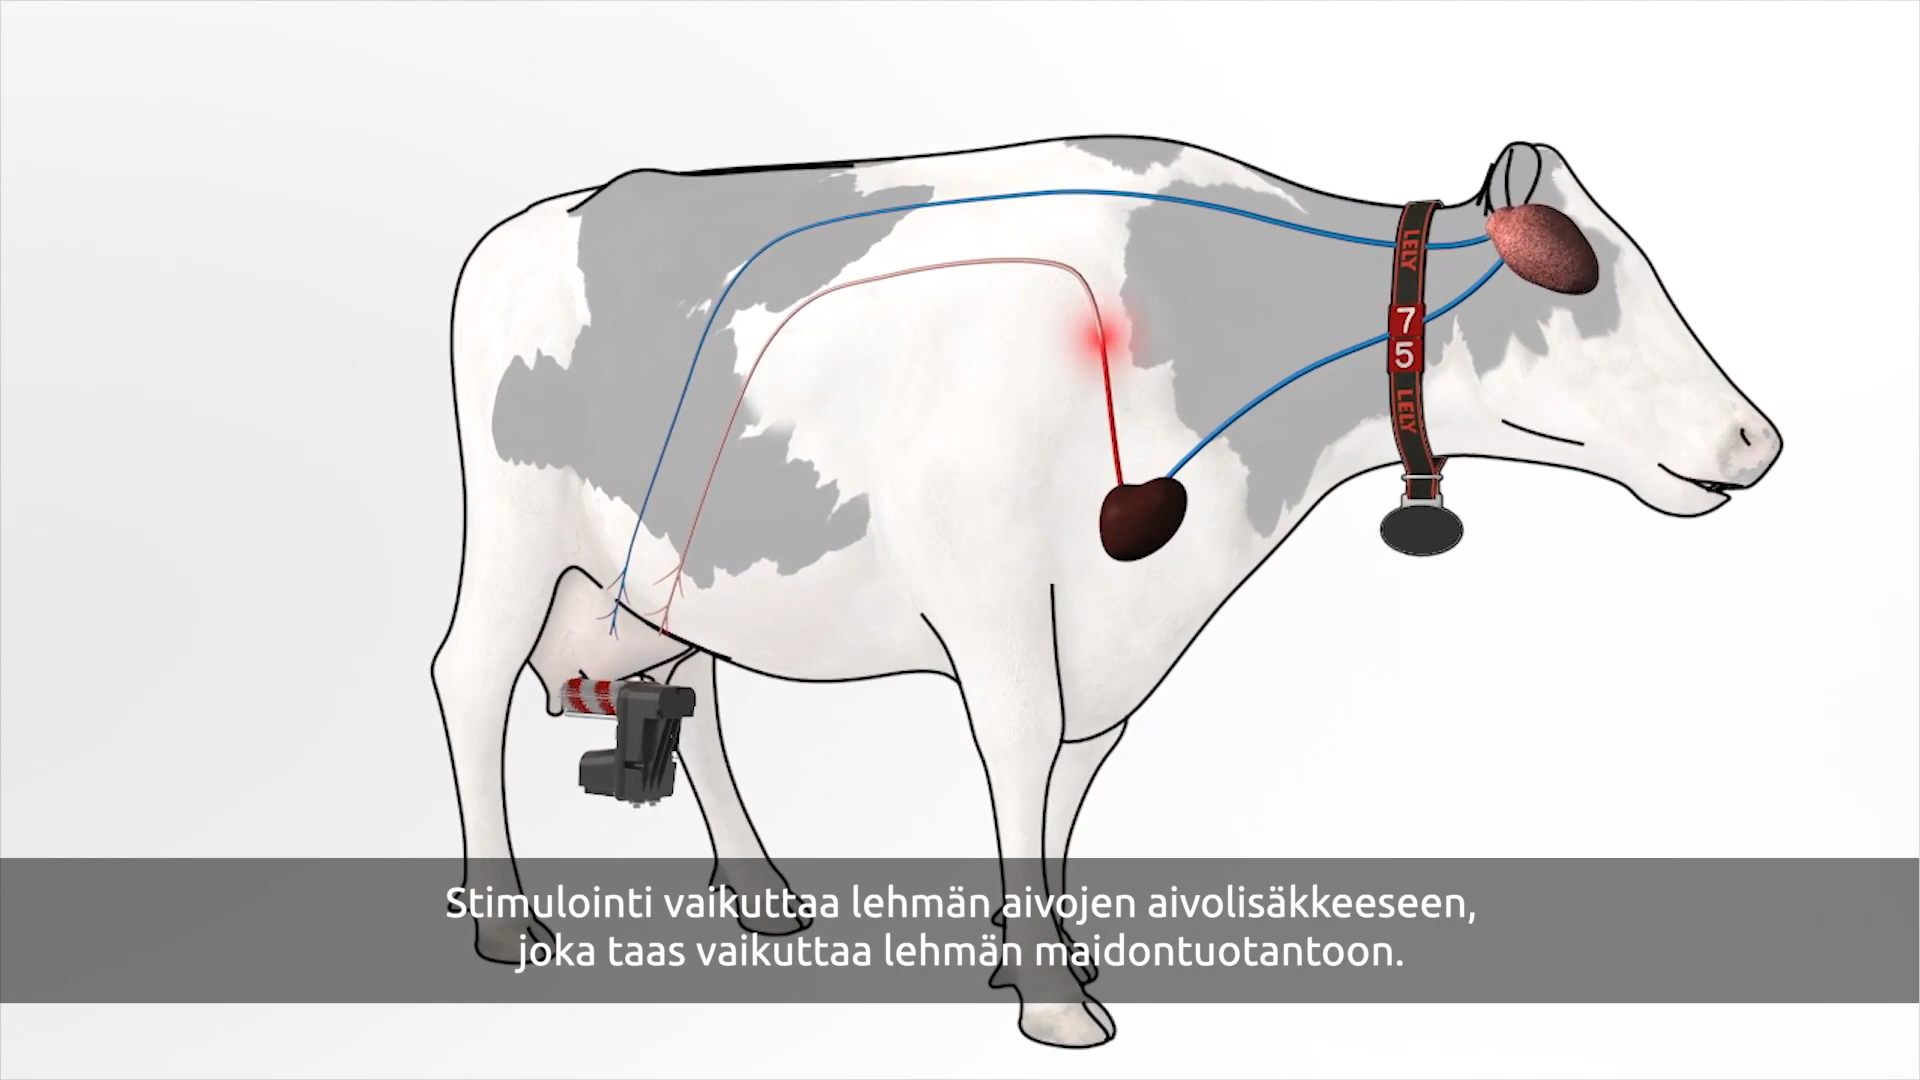 LELY
7
5
LELY
Stimulointi vaikuttaa lehmän aivojen aivolisäkkeeseen,
joka taas vaikuttaa lehmän maidontuotantoon.